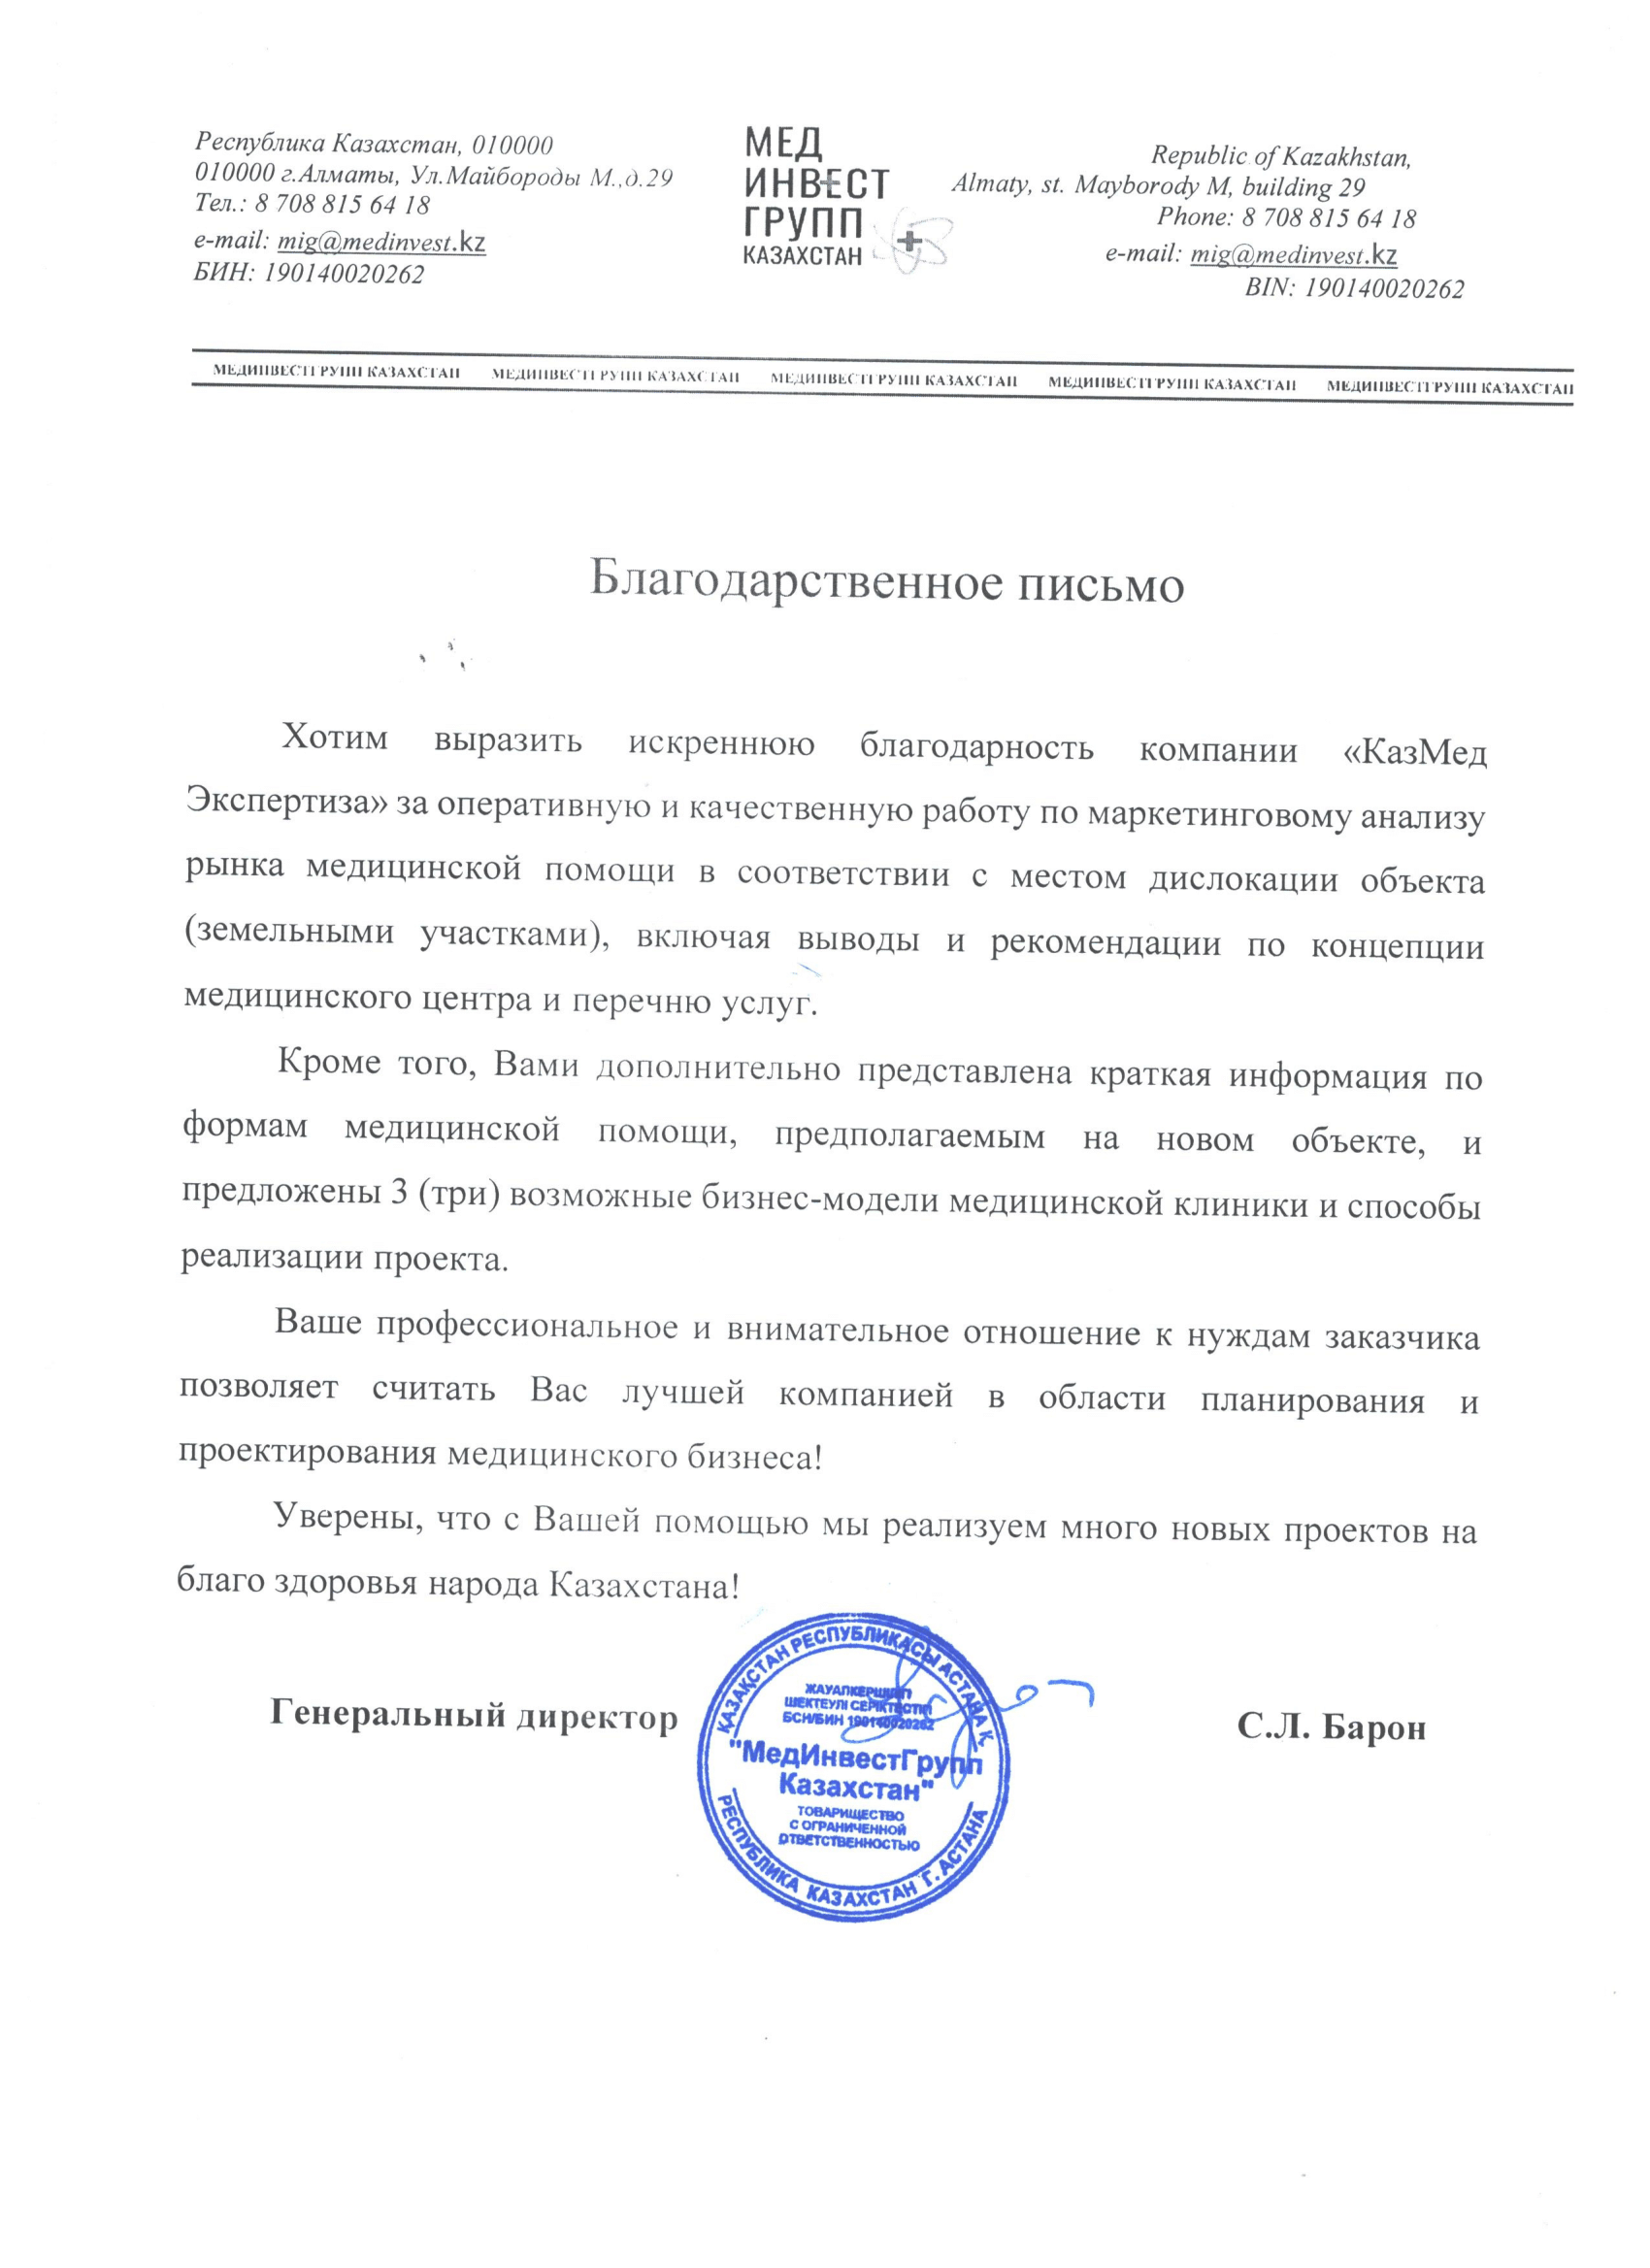 Республика Казахстан, 010000
010000 г.Алматы, Ул.Майбороды М.,д.29
Тел.: 8 708 815 64 18
e-mail: mig@medinvest.kz
БИН: 190140020262
МЕД
ИНВЕСТ
ГРУПП
КАЗАХСТАН
Republic of Kazakhstan,
Almaty, st. Mayborody M, building 29
Phone: 8 708 815 64 18
e-mail: mig@medinvest.kz
BIN: 190140020262
МЕДИНВЕСТГРУПП КАЗАХСТАН МЕДИНВЕСТГРУПП КАЗАХСТАН МЕДИНВЕСТГРУПП КАЗАХСТАН МЕДИНВЕСТГРУПП КАЗАХСТАН МЕДИНВЕСТГРУПП КАЗАХСТАН
Благодарственное письмо
Хотим выразить искреннюю благодарность компании «КазМед
Экспертиза» за оперативную и качественную работу по маркетинговому анализу
рынка медицинской помощи в соответствии с местом дислокации объекта
(земельными участками), включая выводы и рекомендации по концепции
медицинского центра и перечню услуг.
Кроме того, Вами дополнительно представлена краткая информация по
формам медицинской помощи, предполагаемым на новом объекте, и
предложены 3 (три) возможные бизнес-модели медицинской клиники и способы
реализации проекта.
Ваше профессиональное и внимательное отношение к нуждам заказчика
позволяет считать Вас лучшей компанией в области планирования и
проектирования медицинского бизнеса!
Уверены, что с Вашей помощью мы реализуем много новых проектов на
благо здоровья народа Казахстана!
Генеральный директор
С.Л. Барон
ҚАЗАҚСТАН РЕСПУБЛИКАСЫ АСТАНА Қ.
ЖАУАПКЕРШІЛІГІ
ШЕКТЕУЛІ СЕРІКТЕСТІГІ
БСН/БИН 190140020262
"МедИнвестГрупп
Казахстан"
ТОВАРИЩЕСТВО
С ОГРАНИЧЕННОЙ
ОТВЕТСТВЕННОСТЬЮ
РЕСПУБЛИКА КАЗАХСТАН Г. АСТАНА